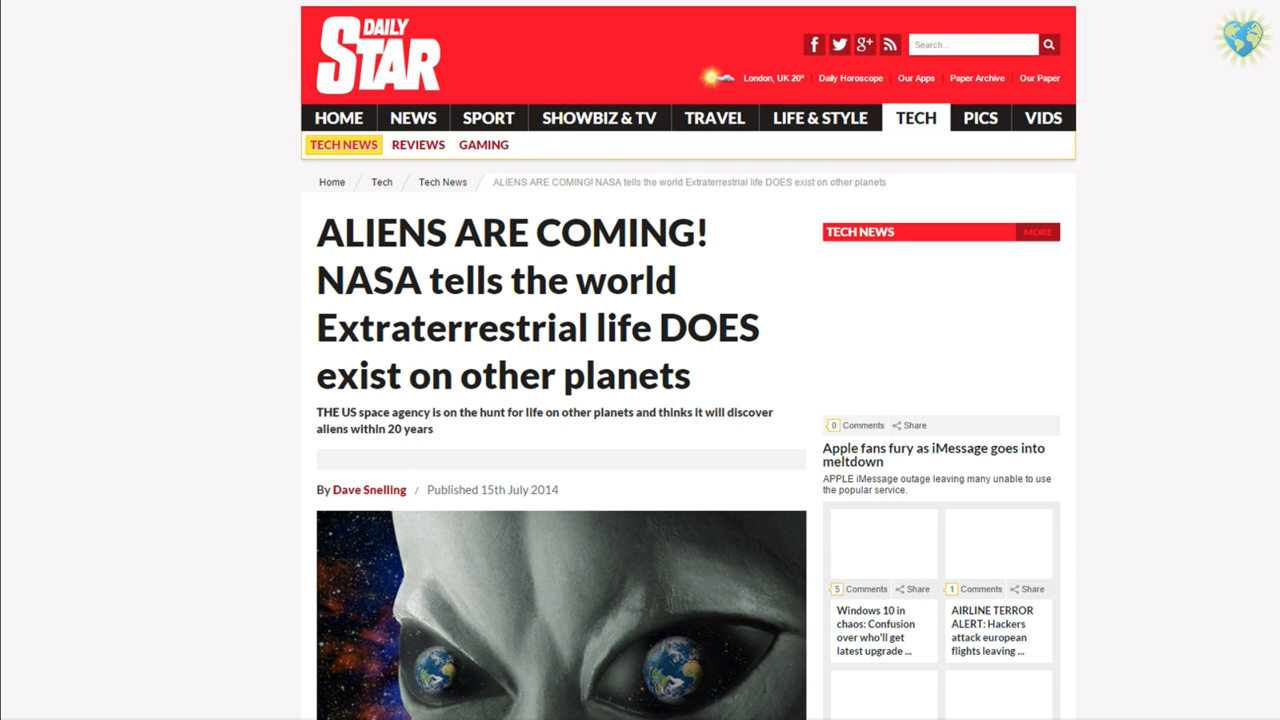 DAILY
STAR
f
g+
Search...
London, UK 20°
Daily Horoscope
Our Apps
Paper Archive
Our Paper
HOME
NEWS
SPORT
SHOWBIZ & TV
TRAVEL
LIFE & STYLE
TECH
PICS
VIDS
TECH NEWS
REVIEWS
GAMING
Home
Tech
Tech News
ALIENS ARE COMING! NASA tells the world Extraterrestrial life DOES exist on other planets
ALIENS ARE COMING!
NASA tells the world
Extraterrestrial life DOES
exist on other planets
THE US space agency is on the hunt for life on other planets and thinks it will discover
aliens within 20 years
By Dave Snelling / Published 15th July 2014
TECH NEWS
MORE
0 Comments Share
Apple fans fury as iMessage goes into
meltdown
APPLE iMessage outage leaving many unable to use
the popular service.
5 Comments Share
Windows 10 in
chaos: Confusion
over who'll get
latest upgrade ...
1 Comments Share
AIRLINE TERROR
ALERT: Hackers
attack european
flights leaving ...